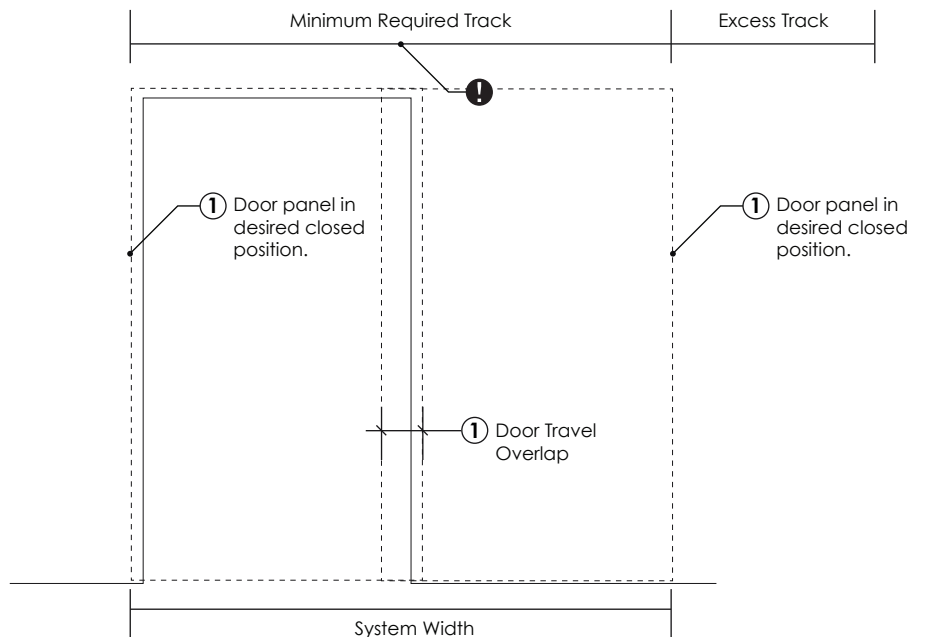 Minimum Required Track
Excess Track
!
1 Door panel in
desired closed
position.
1 Door panel in
desired closed
position.
1 Door Travel
Overlap
System Width